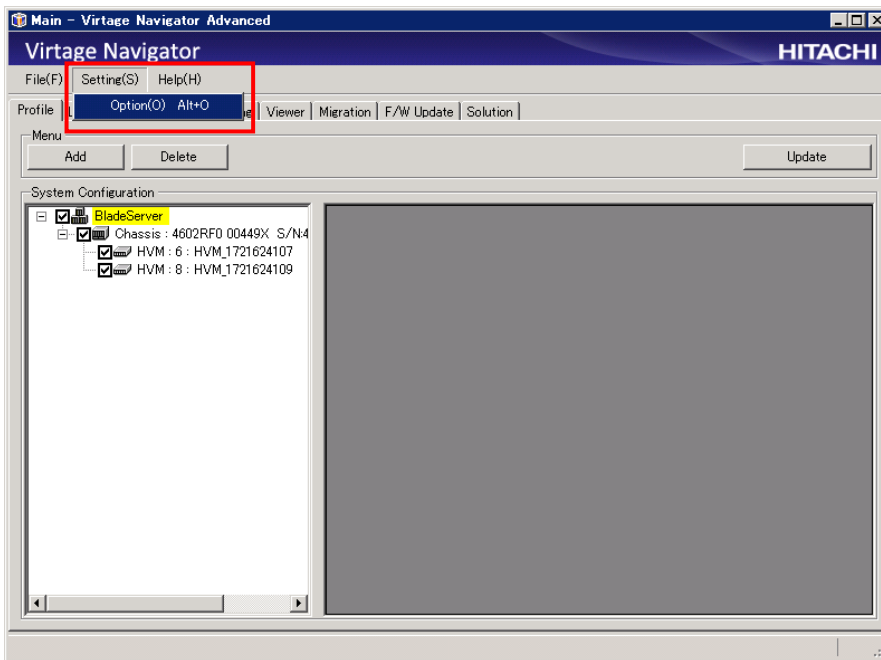 Main - Virtage Navigator Advanced
Virtage Navigator HITACHI
File(F) Setting(S) Help(H)
Option(O) Alt+O
Profile Viewer Migration F/W Update Solution
Menu
Add Delete Update
System Configuration
BladeServer
Chassis : 4602RF0 00449X S/N:4
HVM : 6 : HVM_1721624107
HVM : 8 : HVM_1721624109